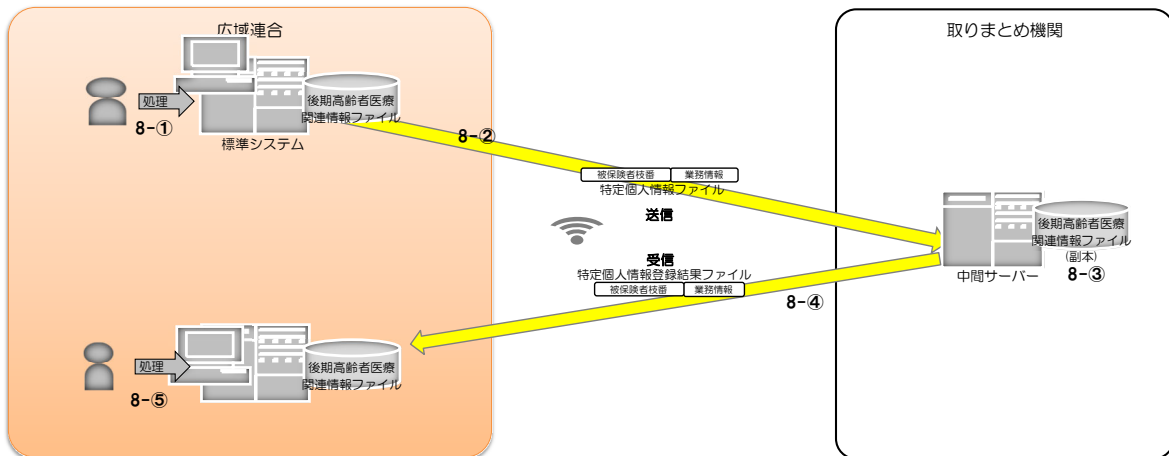 広域連合
取りまとめ機関
処理
8-①
後期高齢者医療
関連情報ファイル
標準システム
8-②
被保険者枝番 業務情報
特定個人情報ファイル
送信
受信
特定個人情報登録結果ファイル
被保険者枝番 業務情報
8-④
後期高齢者医療
関連情報ファイル
(副本)
中間サーバー
8-③
処理
8-⑤
後期高齢者医療
関連情報ファイル